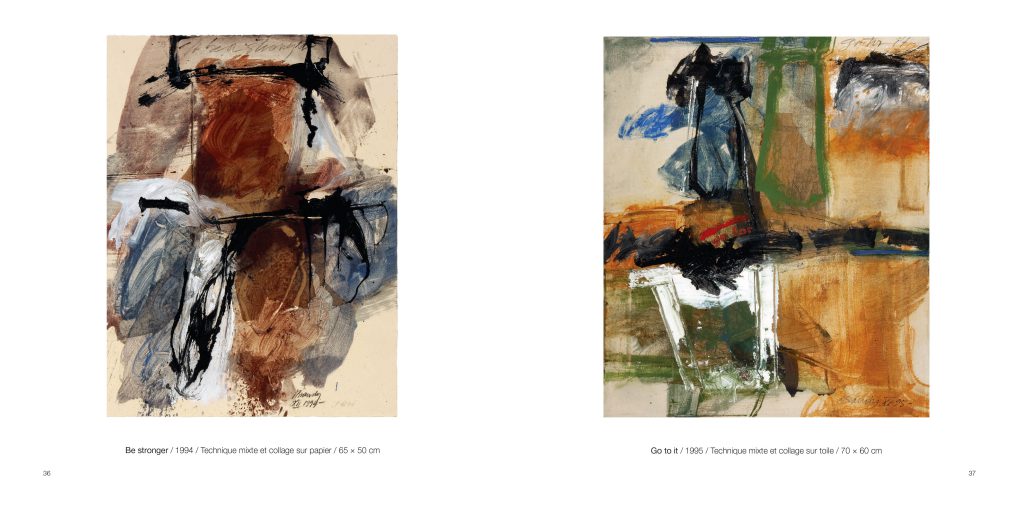 Be stronger / 1994 / Technique mixte et collage sur papier / 65 × 50 cm
36
Go to it / 1995 / Technique mixte et collage sur toile / 70 × 60 cm
37